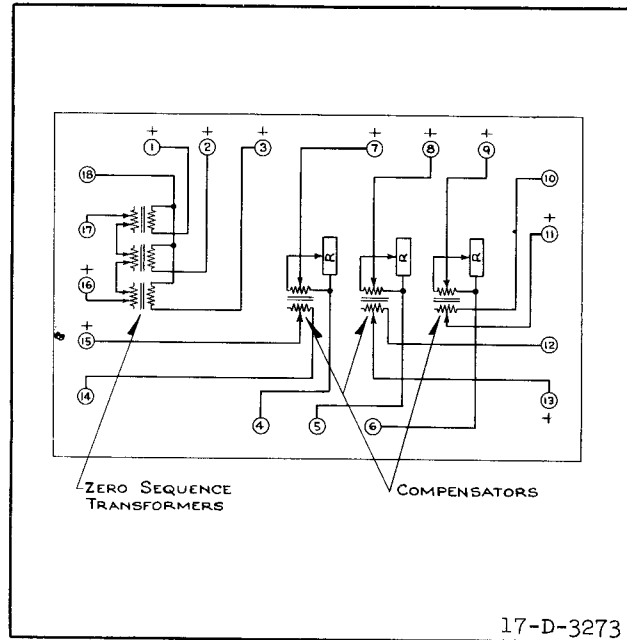 + + + + + +
1 2 3 7 8 9
18 10
17 + 11
R R R
+ 16
+ 15 12
14 13 +
4 5 6
ZERO SEQUENCE COMPENSATORS
TRANSFORMERS
17-D-3273